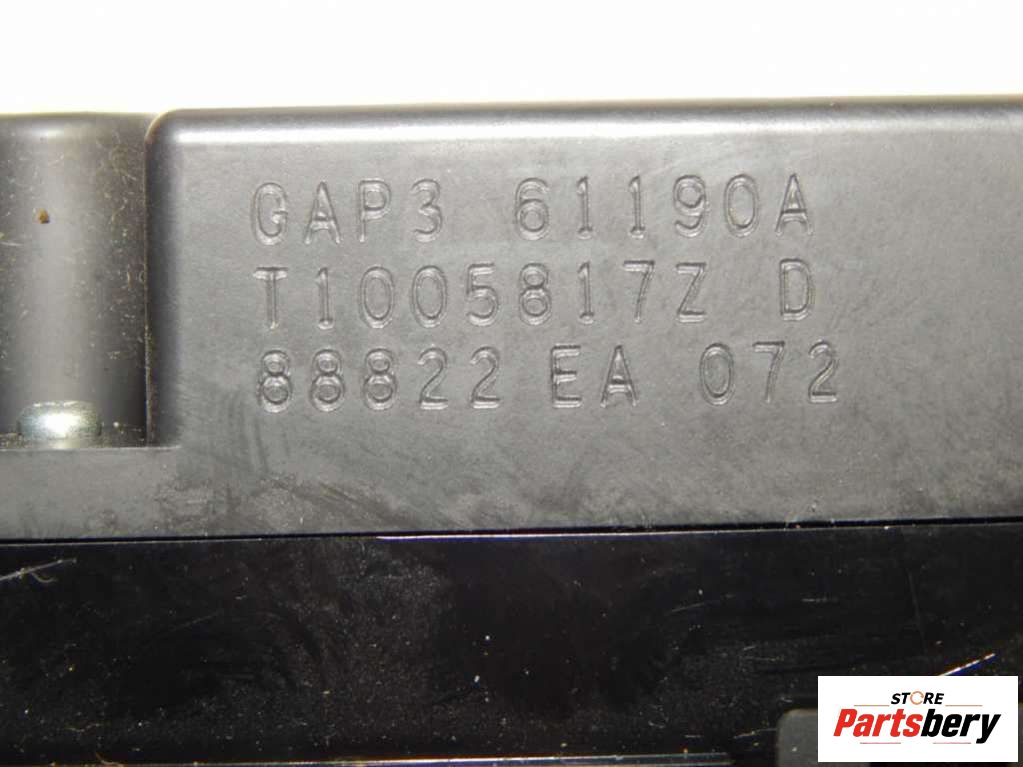 GAP3 61190A
T1005817Z D
88822 EA 072
STORE
Partsbery